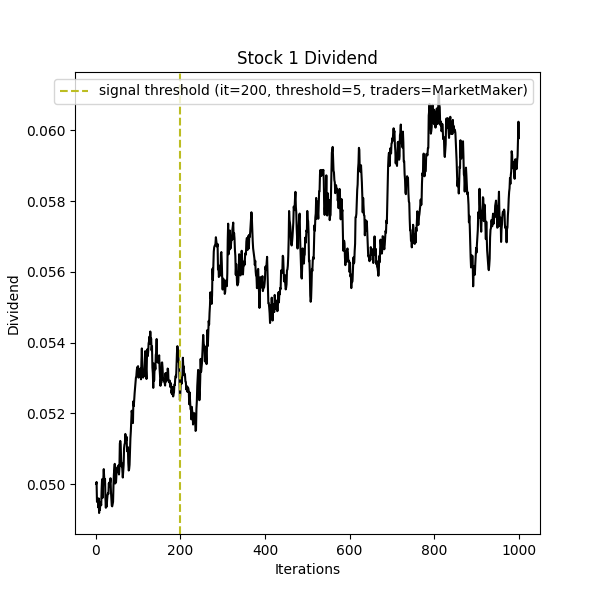 Stock 1 Dividend
signal threshold (it=200, threshold=5, traders=MarketMaker)
0.060
0.058
0.056
0.054
0.052
0.050
Dividend
0 200 400 600 800 1000
Iterations